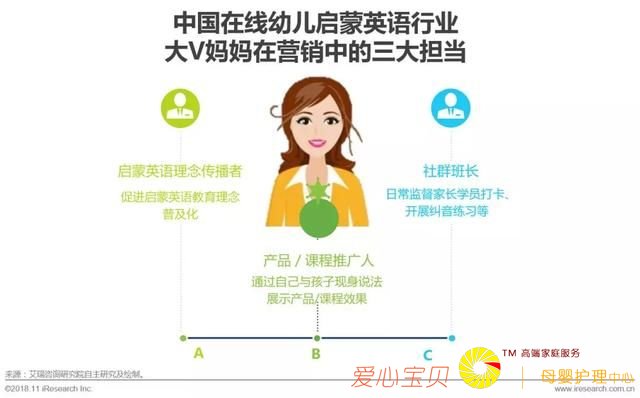 中国在线幼儿启蒙英语行业
大V妈妈在营销中的三大担当
启蒙英语理念传播者
促进启蒙英语教育理念
普及化
社群班长
日常监督家长学员打卡、
开展纠音练习等
产品 / 课程推广人
通过自己与孩子现身说法
展示产品/课程效果
A
B
C
TM 高端家庭服务
爱心宝贝
母婴护理中心
来源：艾瑞咨询研究院自主研究及绘制。
©2018.11 iResearch Inc.
www.iresearch.com.cn